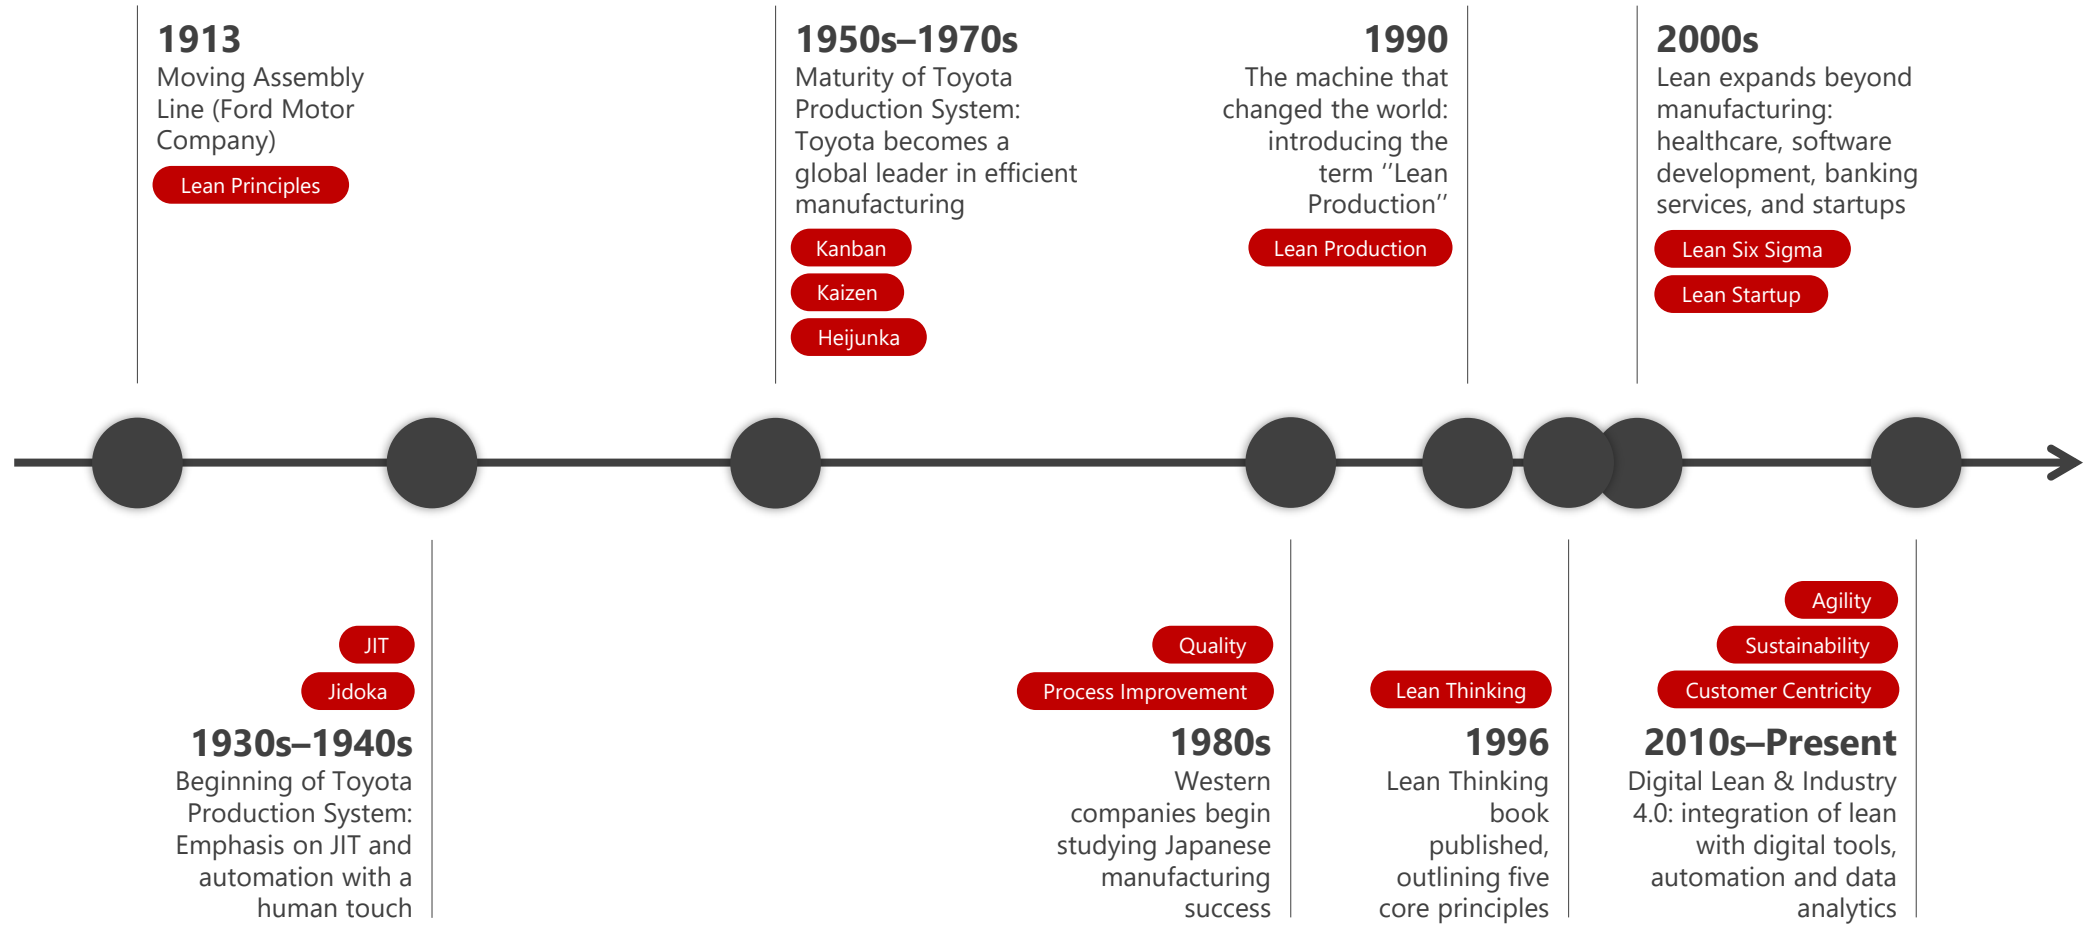 1913
Moving Assembly
Line (Ford Motor
Company)
Lean Principles
1950s–1970s
Maturity of Toyota
Production System:
Toyota becomes a
global leader in efficient
manufacturing
Kanban
Kaizen
Heijunka
1990
The machine that
changed the world:
introducing the
term ‘‘Lean
Production’’
Lean Production
2000s
Lean expands beyond
manufacturing:
healthcare, software
development, banking
services, and startups
Lean Six Sigma
Lean Startup
JIT
Jidoka
1930s–1940s
Beginning of Toyota
Production System:
Emphasis on JIT and
automation with a
human touch
Quality
Process Improvement
1980s
Western
companies begin
studying Japanese
manufacturing
success
Lean Thinking
1996
Lean Thinking
book
published,
outlining five
core principles
Agility
Sustainability
Customer Centricity
2010s–Present
Digital Lean & Industry
4.0: integration of lean
with digital tools,
automation and data
analytics